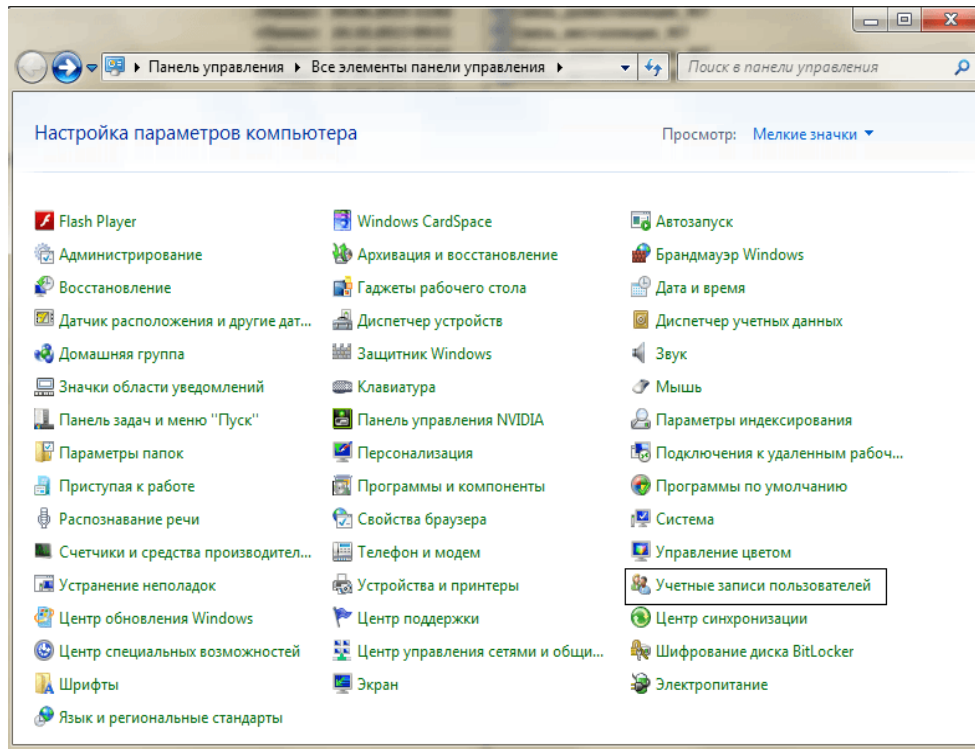 Панель управления Все элементы панели управления Поиск в панели управления
Настройка параметров компьютера Просмотр: Мелкие значки
Flash Player Windows CardSpace Автозапуск
Администрирование Архивация и восстановление Брандмауэр Windows
Восстановление Гаджеты рабочего стола Дата и время
Датчик расположения и другие дат... Диспетчер устройств Диспетчер учетных данных
Домашняя группа Защитник Windows Звук
Значки области уведомлений Клавиатура Мышь
Панель задач и меню "Пуск" Панель управления NVIDIA Параметры индексирования
Параметры папок Персонализация Подключения к удаленным рабоч...
Приступая к работе Программы и компоненты Программы по умолчанию
Распознавание речи Свойства браузера Система
Счетчики и средства производител... Телефон и модем Управление цветом
Устранение неполадок Устройства и принтеры Учетные записи пользователей
Центр обновления Windows Центр поддержки Центр синхронизации
Центр специальных возможностей Центр управления сетями и общи... Шифрование диска BitLocker
Шрифты Экран Электропитание
Язык и региональные стандарты